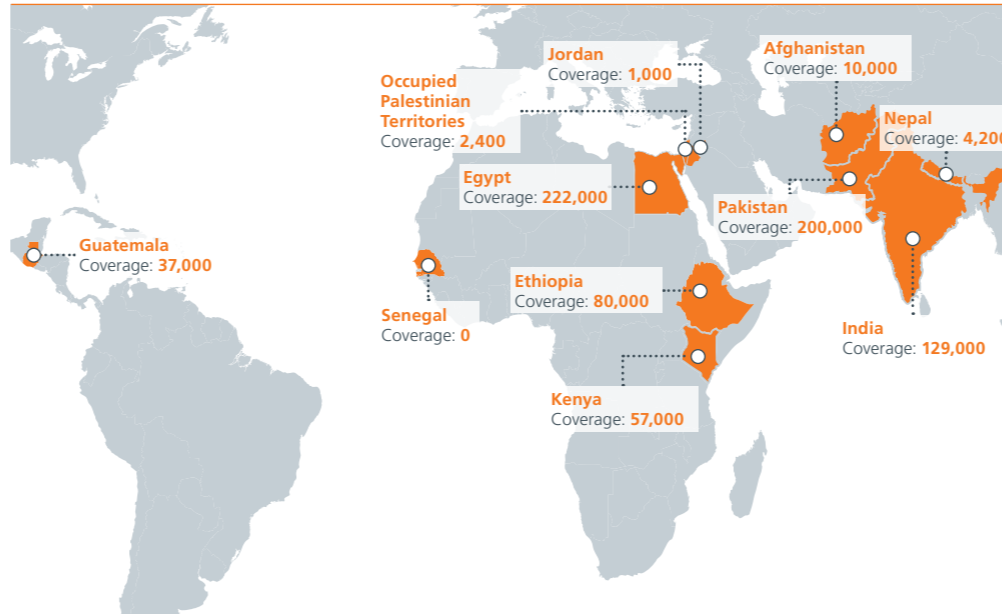 Jordan
Coverage: 1,000
Afghanistan
Coverage: 10,000
Occupied
Palestinian
Territories
Coverage: 2,400
Nepal
Coverage: 4,200
Egypt
Coverage: 222,000
Pakistan
Coverage: 200,000
Guatemala
Coverage: 37,000
Ethiopia
Coverage: 80,000
Senegal
Coverage: 0
India
Coverage: 129,000
Kenya
Coverage: 57,000